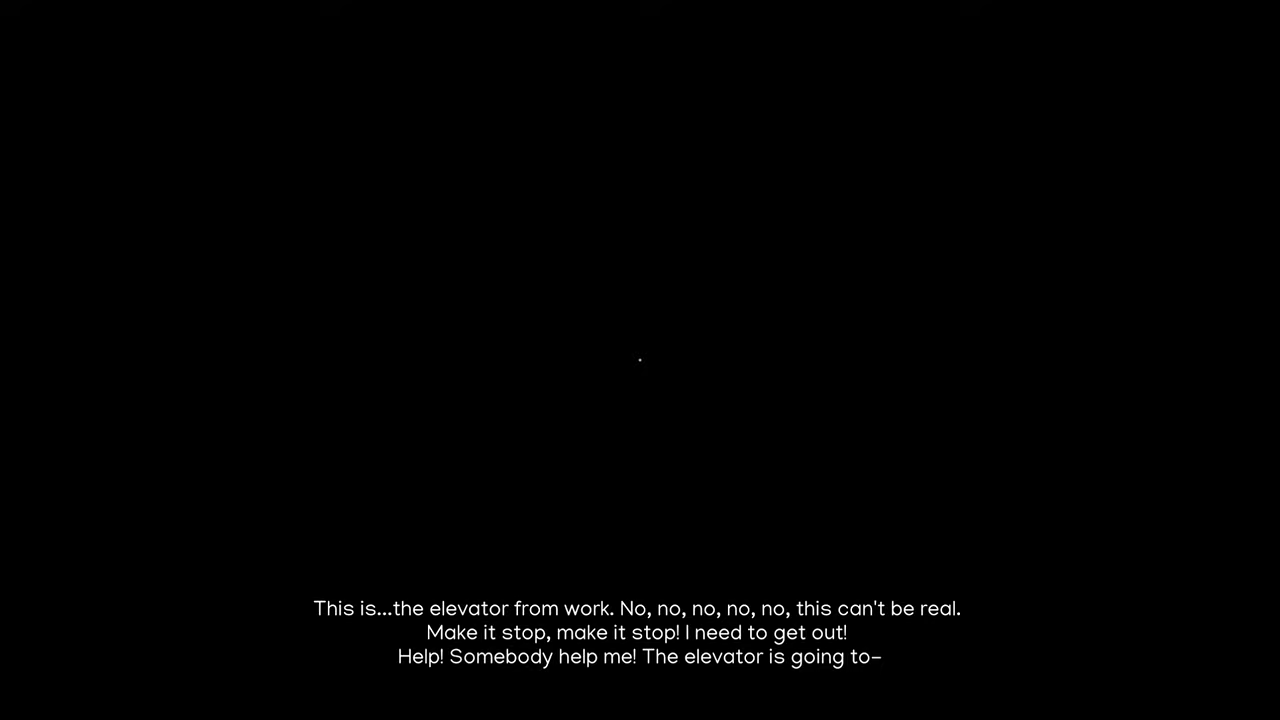 This is...the elevator from work. No, no, no, no, no, this can't be real.
Make it stop, make it stop! I need to get out!
Help! Somebody help me! The elevator is going to-